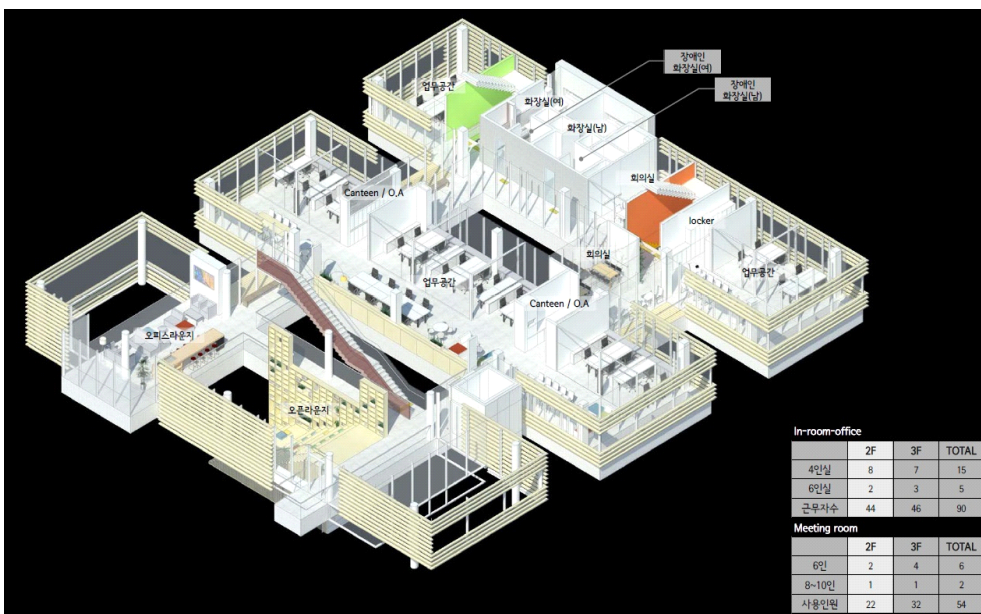 장애인
화장실(여)
장애인
화장실(남)
업무공간
화장실(여)
화장실(남)
회의실
Canteen / O.A
locker
회의실
업무공간
업무공간
Canteen / O.A
오피스라운지
오픈라운지
In-room-office
2F 3F TOTAL
4인실 8 7 15
6인실 2 3 5
근무자수 44 46 90
Meeting room
2F 3F TOTAL
6인 2 4 6
8~10인 1 1 2
사용인원 22 32 54